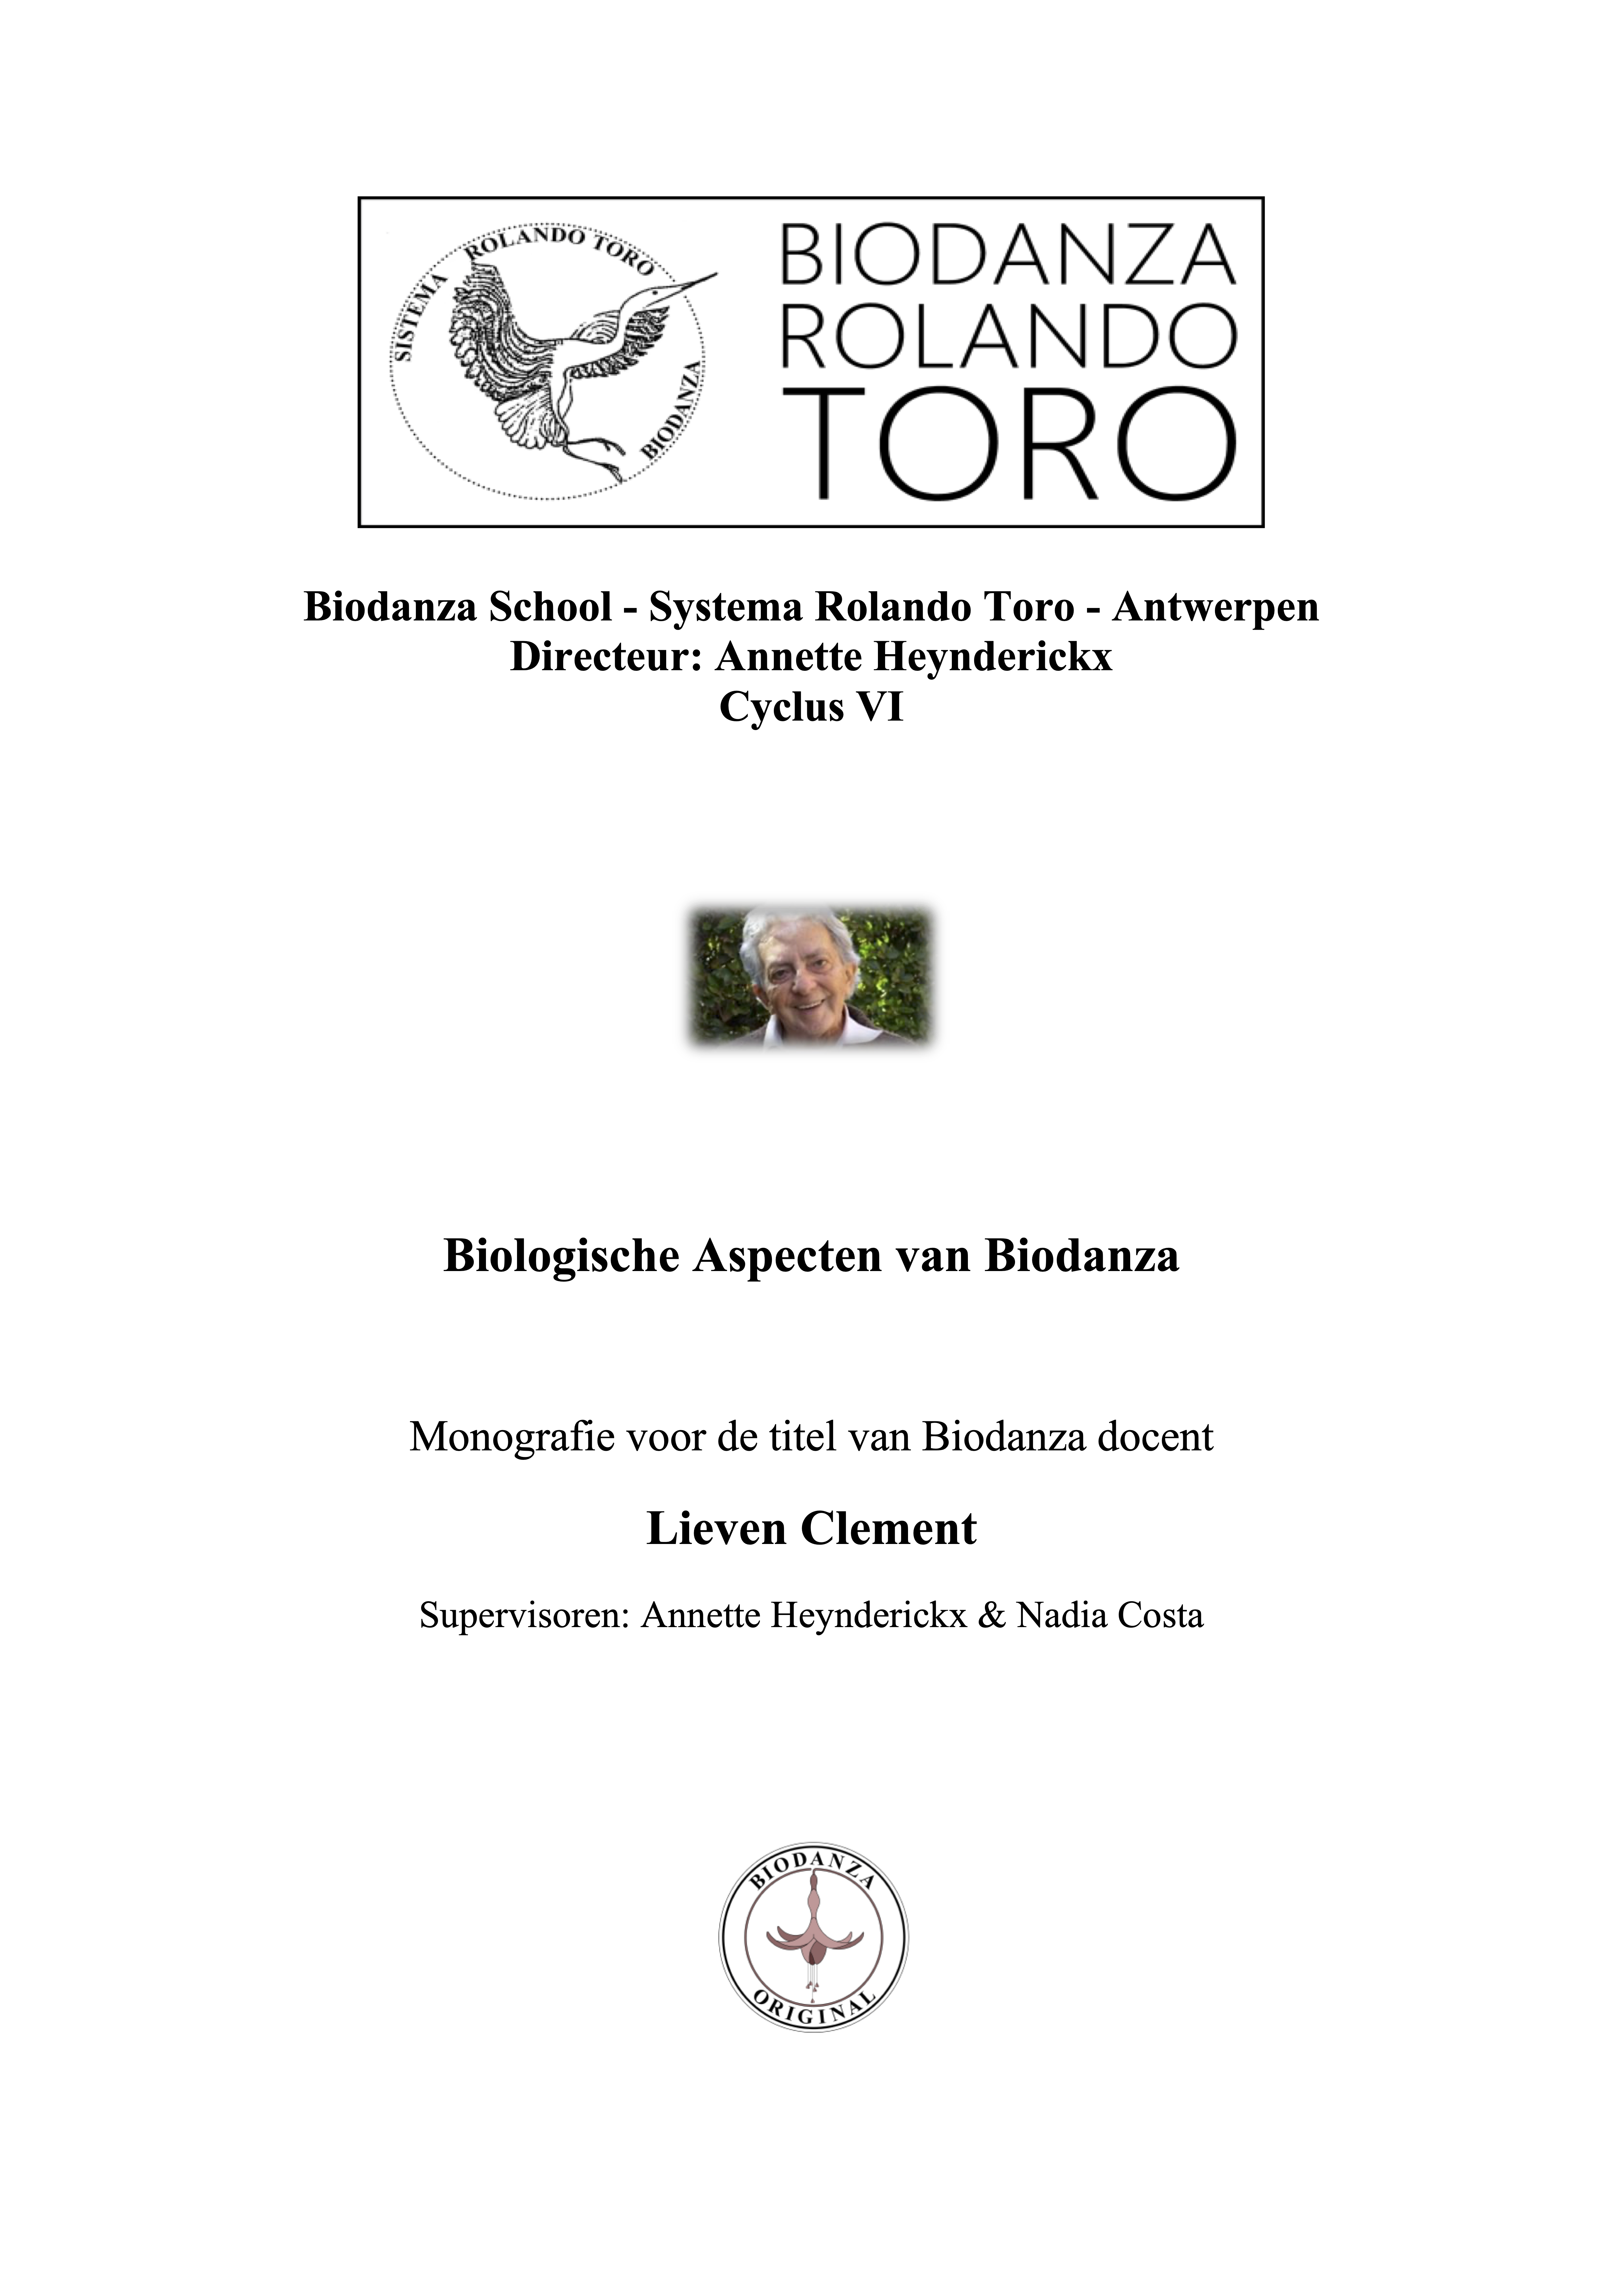 SISTEMA ROLANDO TORO BIODANZA
BIODANZA
ROLANDO
TORO
Biodanza School - Systema Rolando Toro - Antwerpen
Directeur: Annette Heynderickx
Cyclus VI
Biologische Aspecten van Biodanza
Monografie voor de titel van Biodanza docent
Lieven Clement
Supervisoren: Annette Heynderickx & Nadia Costa
BIODANZA
ORIGINAL